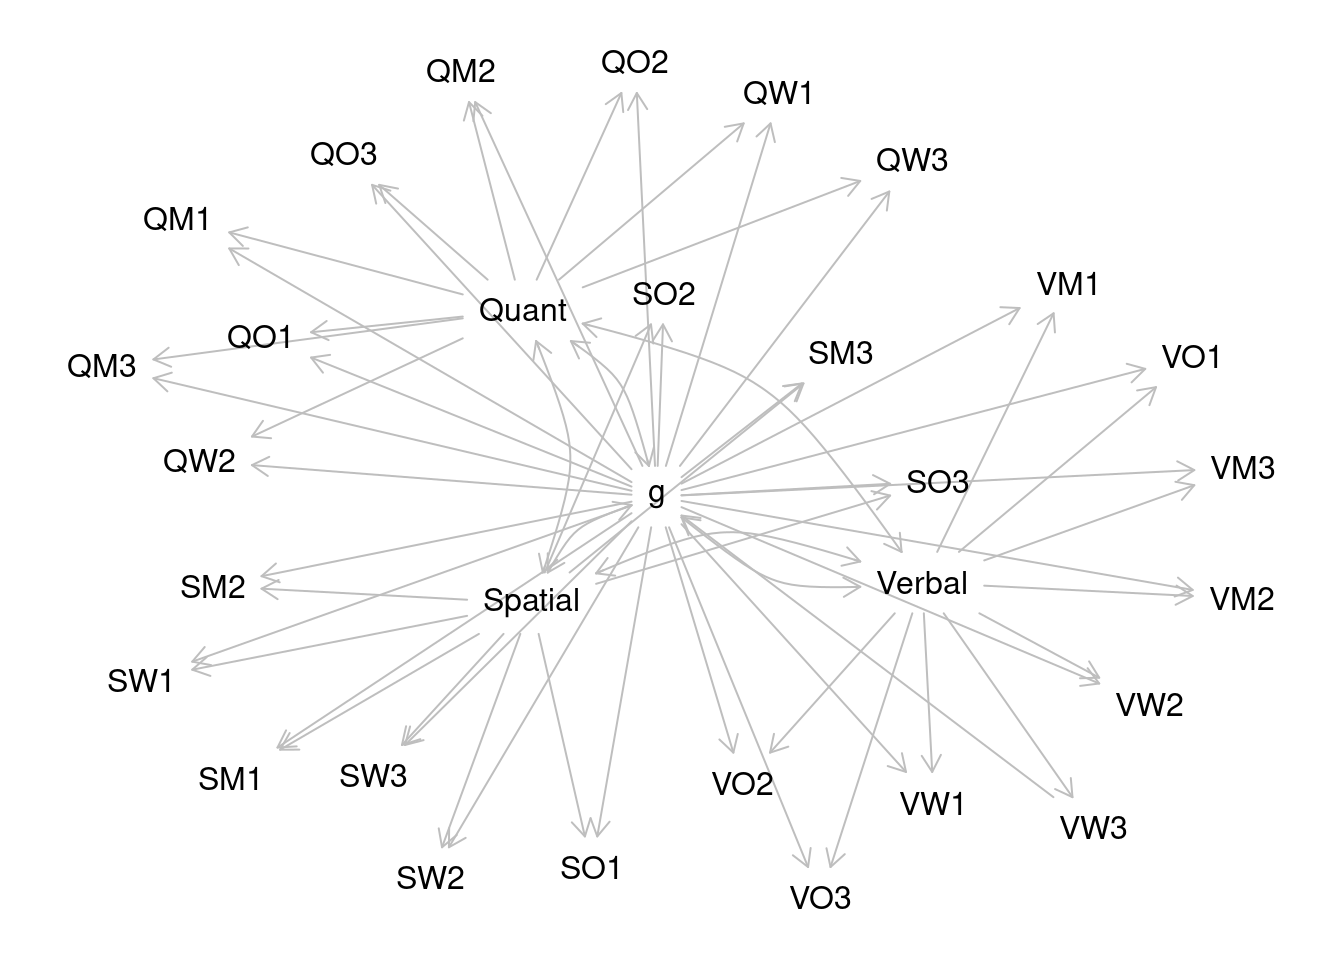 QO2
QM2
QW1
QO3
QW3
QM1
VM1
SO2
Quant
QO1
SM3
VO1
QM3
QW2
VM3
SO3
g
Verbal
SM2
Spatial
VM2
SW1
VW2
SW3
SM1
VO2
VW1
VW3
SO1
SW2
VO3